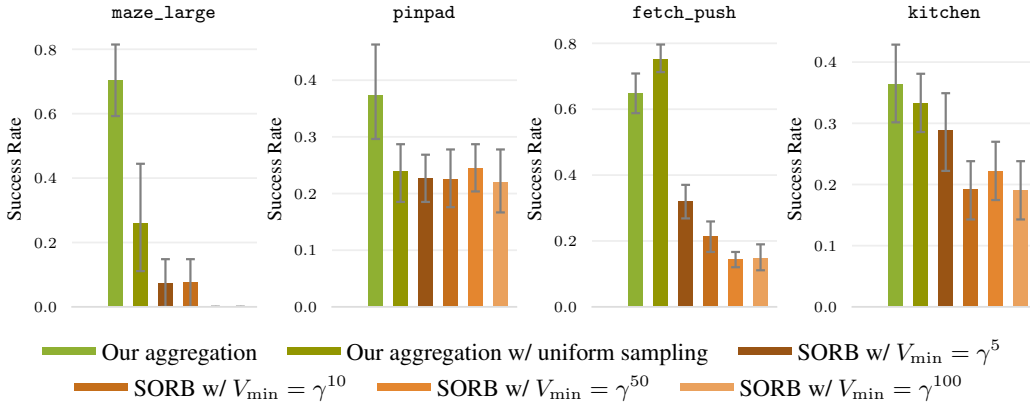 maze_large pinpad fetch_push kitchen
Success Rate 0.8 0.6 0.4 0.2 0.0
Success Rate 0.4 0.3 0.2 0.1 0.0
Success Rate 0.8 0.6 0.4 0.2 0.0
Success Rate 0.4 0.3 0.2 0.1 0.0
Our aggregation Our aggregation w/ uniform sampling SORB w/ V_min = γ^5
SORB w/ V_min = γ^10 SORB w/ V_min = γ^50 SORB w/ V_min = γ^100